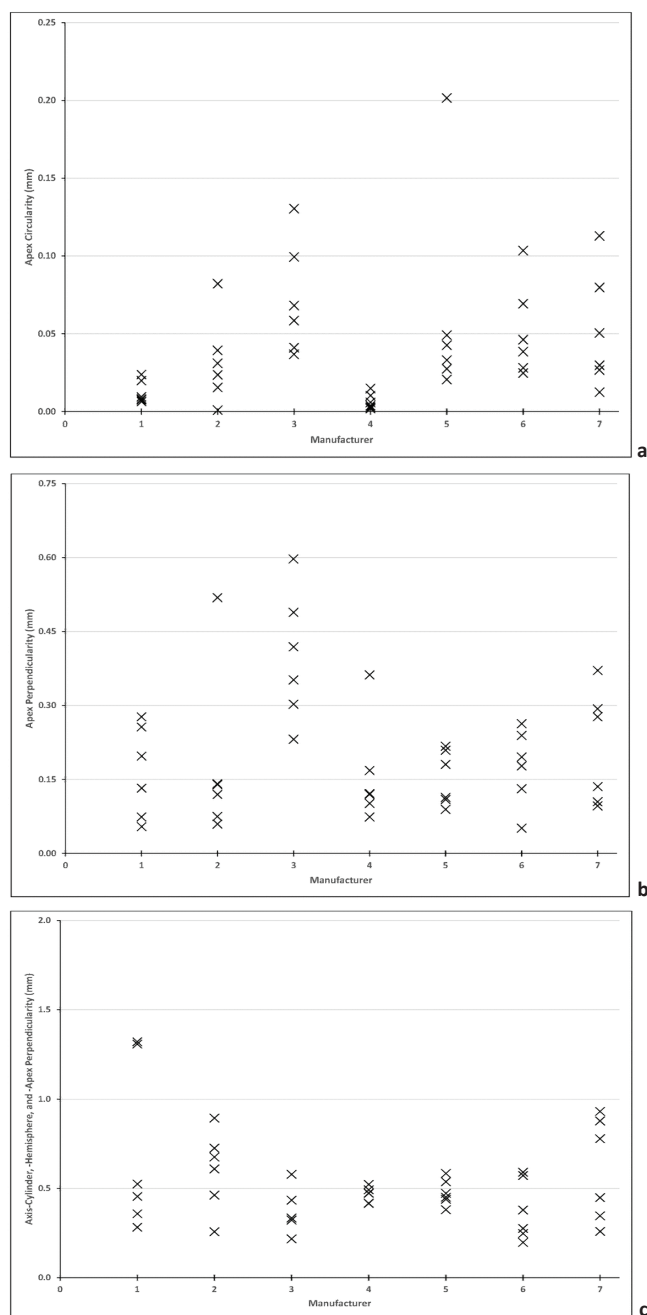 0.25
0.20
0.15
0.10
0.05
0.00
Apex Circularity (mm)
0 1 2 3 4 5 6 7
Manufacturer
a
0.75
0.60
0.45
0.30
0.15
0.00
Apex Perpendicularity (mm)
0 1 2 3 4 5 6 7
Manufacturer
b
2.0
1.5
1.0
0.5
0.0
Axis-Cylinder, -Hemisphere, and -Apex Perpendicularity (mm)
0 1 2 3 4 5 6 7
Manufacturer
c